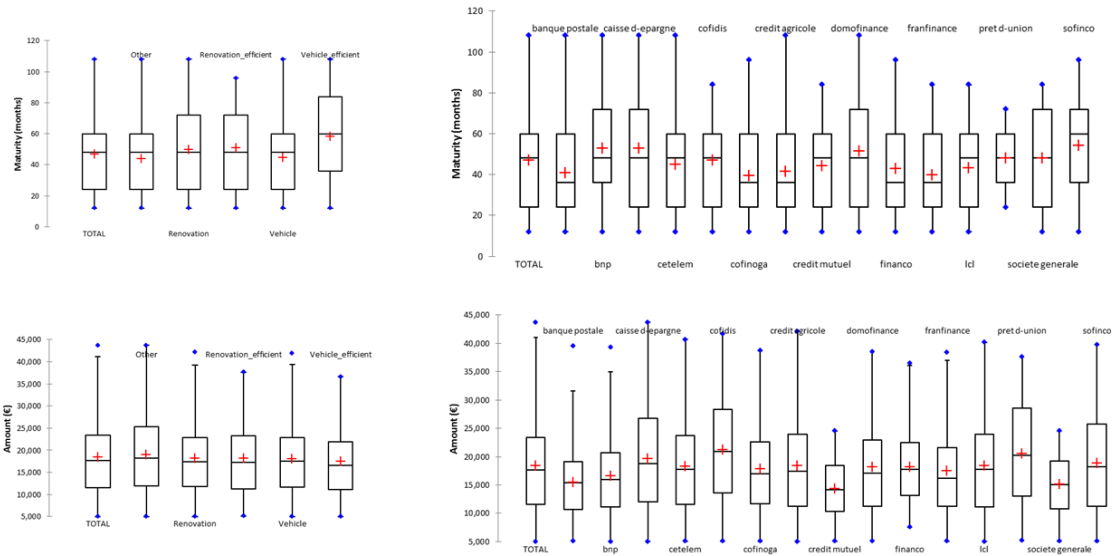 120
100
80
60
40
20
0
Maturity (months)
Other Renovation_efficient Vehicle_efficient
TOTAL Renovation Vehicle
120
100
80
60
40
20
0
Maturity (months)
banque postale caisse d-epargne cofidis credit agricole domofinance franfinance pret d-union sofinco
TOTAL bnp cetelem cofinoga credit mutuel financo lcl societe generale
45,000
40,000
35,000
30,000
25,000
20,000
15,000
10,000
5,000
Amount (€)
Other Renovation_efficient Vehicle_efficient
TOTAL Renovation Vehicle
45,000
40,000
35,000
30,000
25,000
20,000
15,000
10,000
5,000
Amount (€)
banque postale caisse d-epargne cofidis credit agricole domofinance franfinance pret d-union sofinco
TOTAL bnp cetelem cofinoga credit mutuel financo lcl societe generale